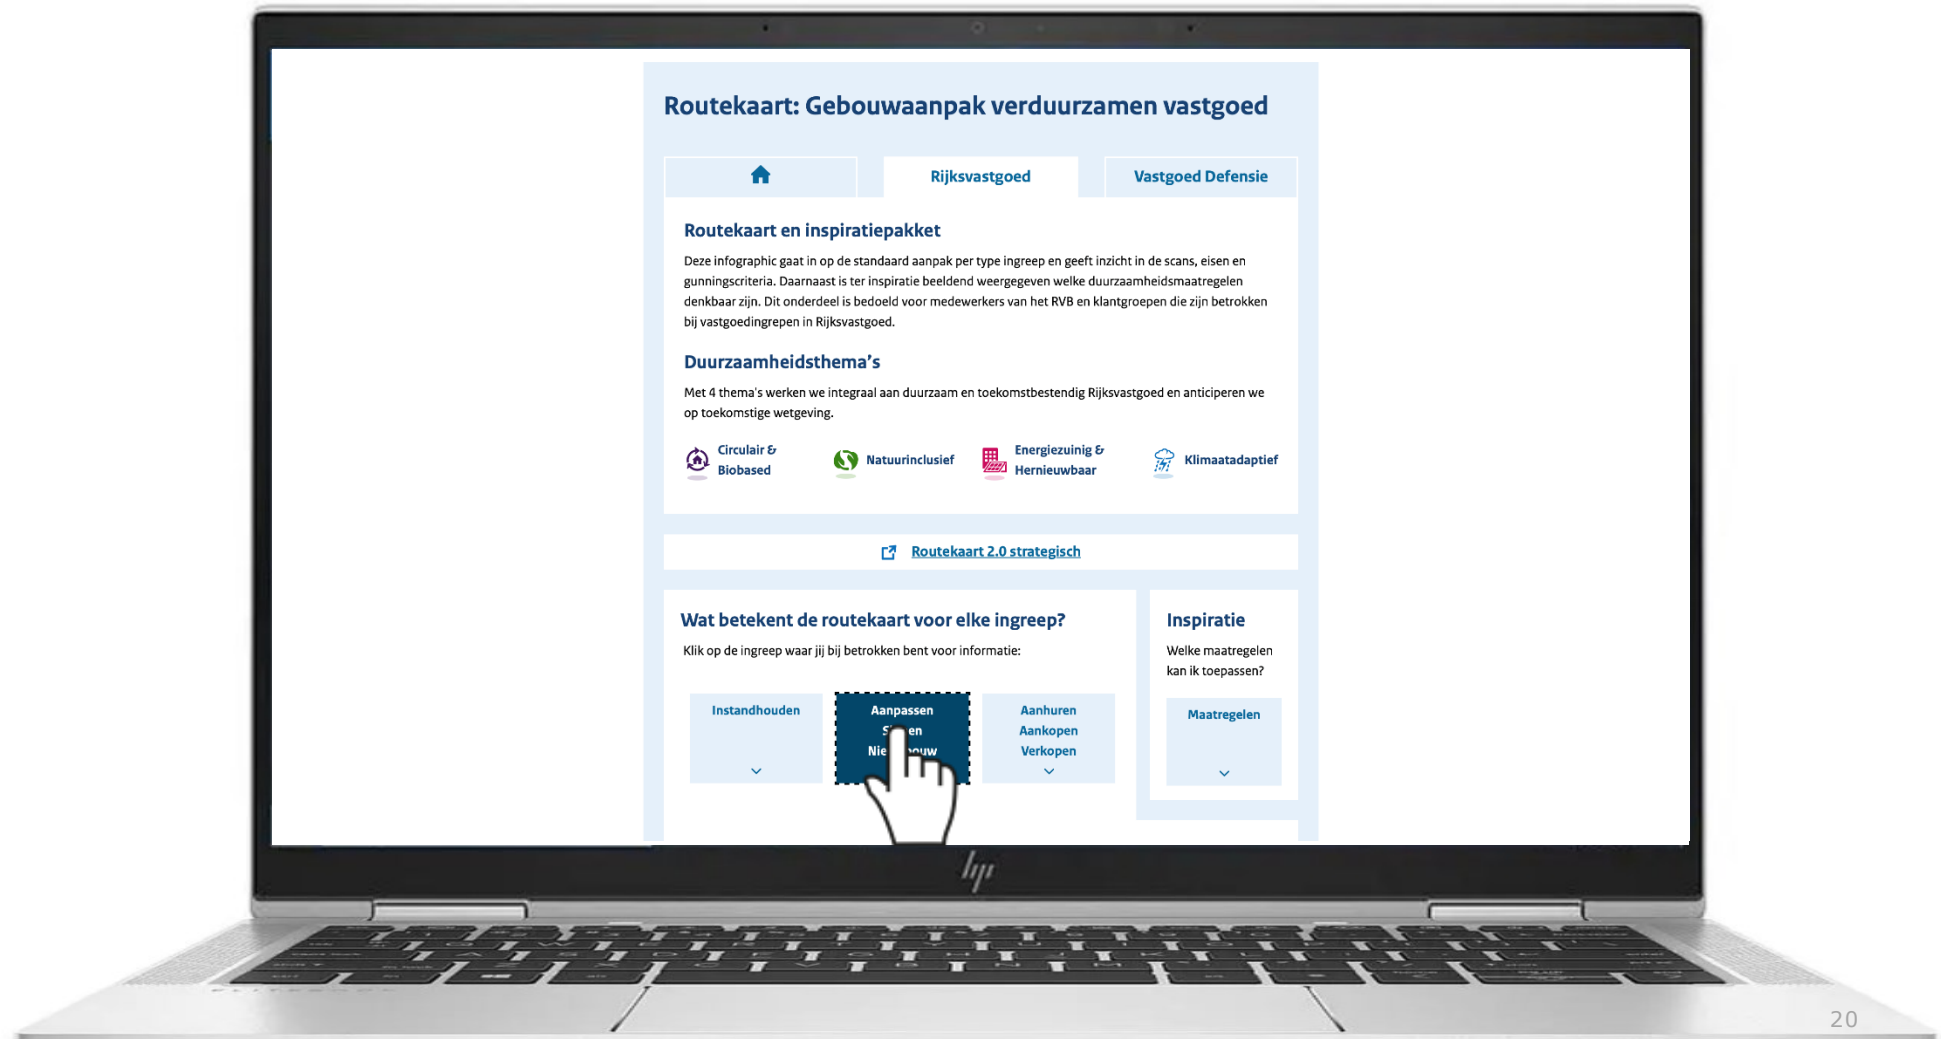 Routekaart: Gebouwaanpak verduurzamen vastgoed
Rijksvastgoed
Vastgoed Defensie
Routekaart en inspiratiepakket
Deze infographic gaat in op de standaard aanpak per type ingreep en geeft inzicht in de scans, eisen en
gunningscriteria. Daarnaast is ter inspiratie beeldend weergegeven welke duurzaamheidsmaatregelen
denkbaar zijn. Dit onderdeel is bedoeld voor medewerkers van het RVB en klantgroepen die zijn betrokken
bij vastgoedingrepen in Rijksvastgoed.
Duurzaamheidsthema's
Met 4 thema's werken we integraal aan duurzaam en toekomstbestendig Rijksvastgoed en anticiperen we
op toekomstige wetgeving.
Circulair &
Biobased
Natuurinclusief
Energiezuinig &
Hernieuwbaar
Klimaatadaptief
Routekaart 2.0 strategisch
Wat betekent de routekaart voor elke ingreep?
Klik op de ingreep waar jij bij betrokken bent voor informatie:
Instandhouden
Aanpassen
Aanhuren
Aankopen
Verkopen
Inspiratie
Welke maatregelen
kan ik toepassen?
Maatregelen
hp
20